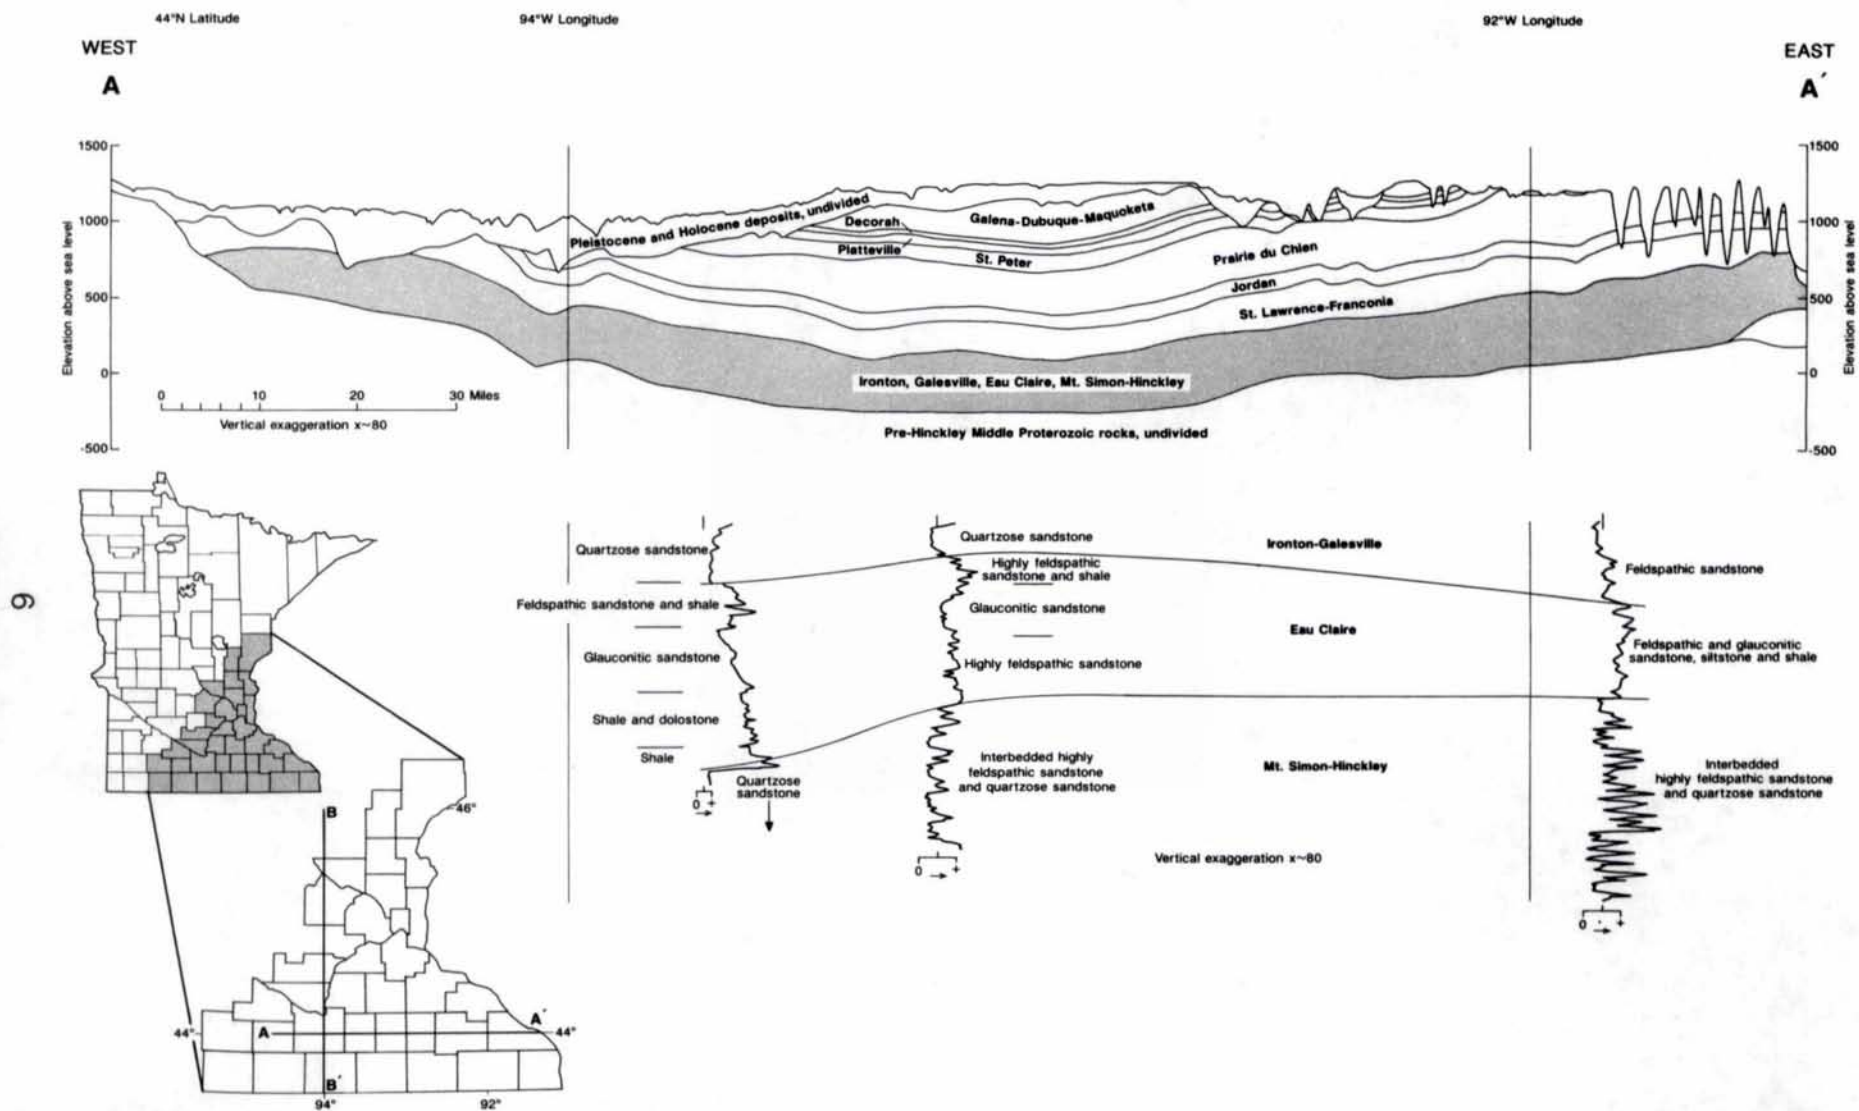 44°N Latitude
94°W Longitude
92°W Longitude
WEST
EAST
A
A′
1500
1000
500
0
-500
Elevation above sea level
1500
1000
500
0
-500
Elevation above sea level
Pleistocene and Holocene deposits, undivided
Decorah
Galena-Dubuque-Maquoketa
Platteville
St. Peter
Prairie du Chien
Jordan
St. Lawrence-Franconia
Ironton, Galesville, Eau Claire, Mt. Simon-Hinckley
Pre-Hinckley Middle Proterozoic rocks, undivided
0 10 20 30 Miles
Vertical exaggeration x~80
Quartzose sandstone
Feldspathic sandstone and shale
Glauconitic sandstone
Shale and dolostone
Shale
Quartzose
sandstone
0 +
Quartzose sandstone
Highly feldspathic
sandstone and shale
Glauconitic sandstone
Highly feldspathic sandstone
Interbedded highly
feldspathic sandstone
and quartzose sandstone
0 +
Ironton-Galesville
Eau Claire
Mt. Simon-Hinckley
Vertical exaggeration x~80
Feldspathic sandstone
Feldspathic and glauconitic
sandstone, siltstone and shale
Interbedded
highly feldspathic sandstone
and quartzose sandstone
0 +
9
B
46°
44°
A
A′
44°
B′
94°
92°